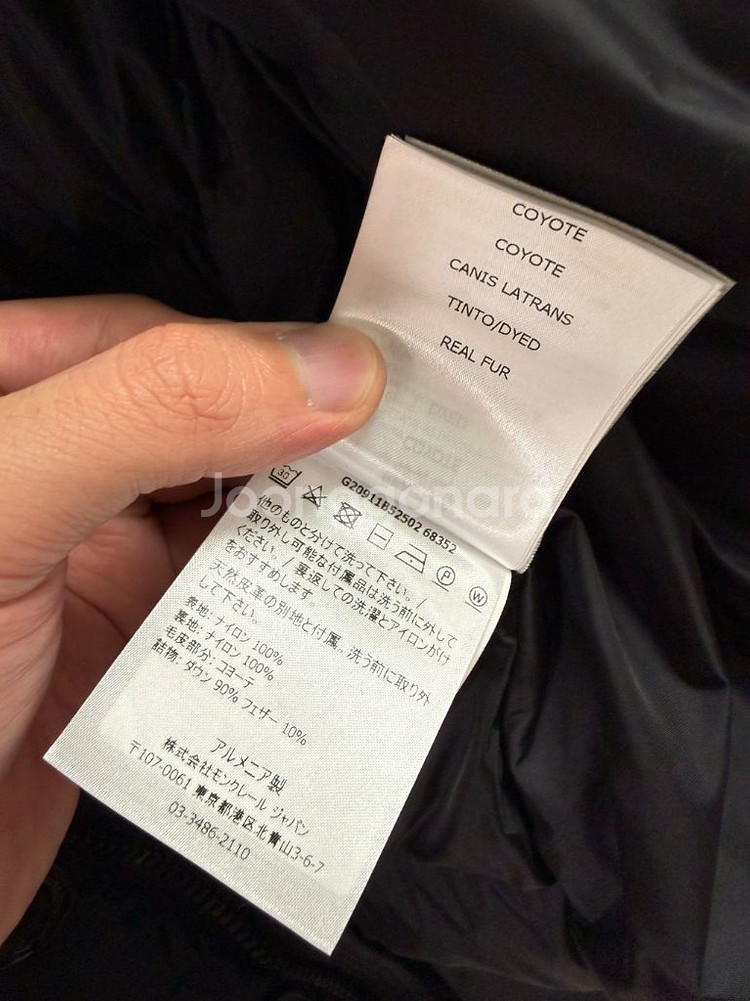 COYOTE
COYOTE
CANIS LATRANS
TINTO/DYED
REAL FUR
G20911B52502 68352
30
P
W
他のものと分けて洗って下さい。/
取り外し可能な付属品は洗う前に外して
ください。/ 裏返しての洗濯とアイロンがけ
をおすすめします。
天然皮革の別地と付属,, 洗う前に取り外
して下さい。
表地: ナイロン 100%
裏地: ナイロン 100%
毛皮部分: コヨーテ
詰物: ダウン 90% フェザー 10%
アルメニア製
株式会社モンクレール ジャパン
〒107-0061 東京都港区北青山3-6-7
03-3486-2110